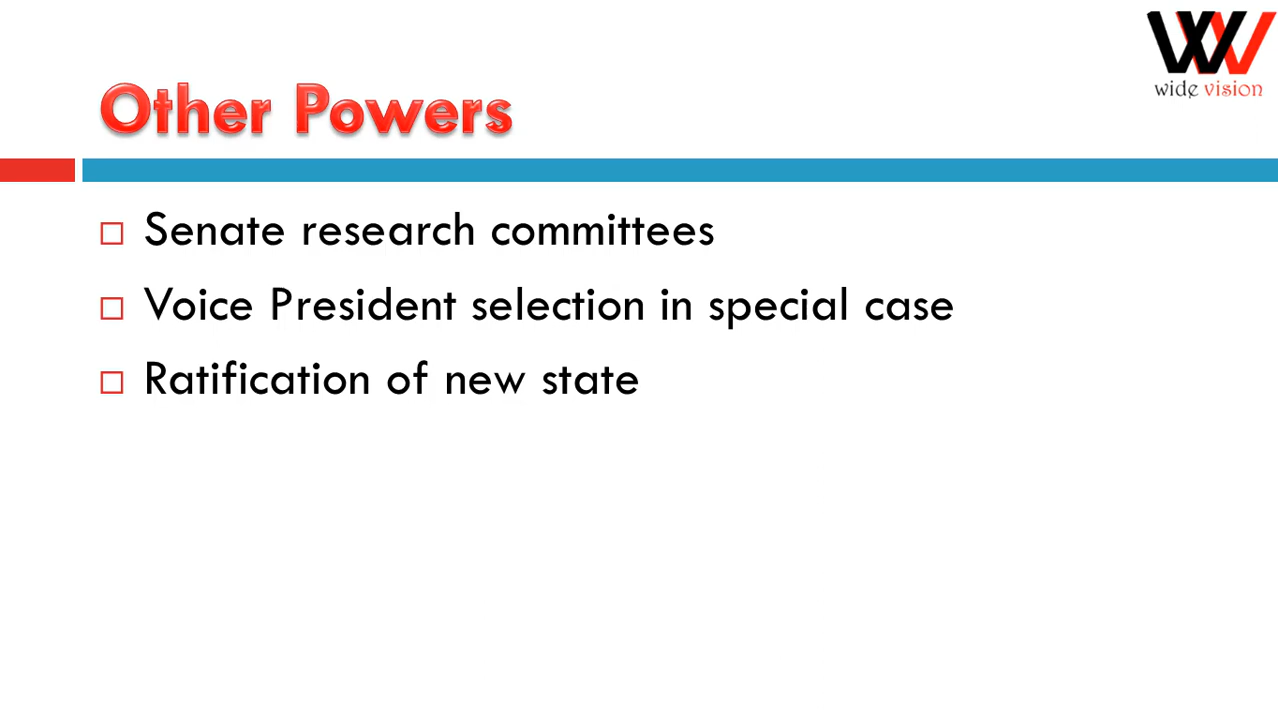 wide vision
Other Powers
Senate research committees
Voice President selection in special case
Ratification of new state